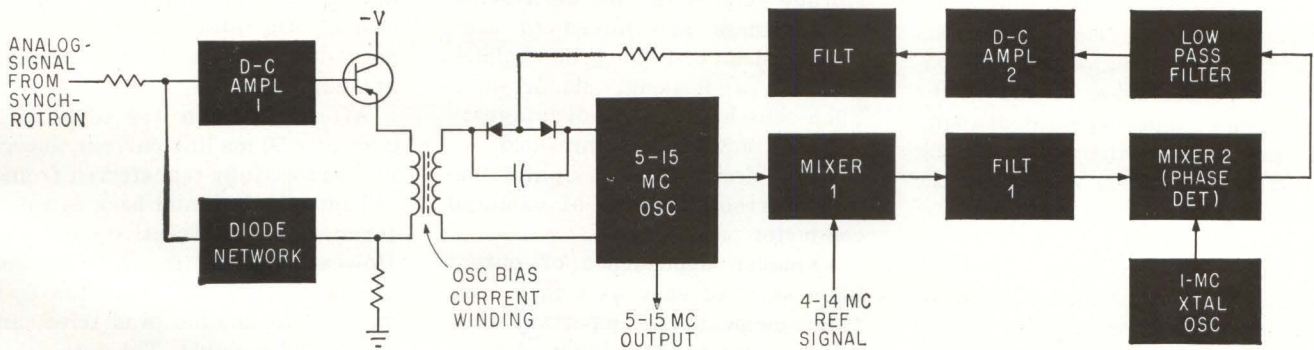 ANALOG-
SIGNAL
FROM
SYNCH-
ROTRON
D-C
AMPL
1
-V
DIODE
NETWORK
OSC BIAS
CURRENT
WINDING
5-15
MC
OSC
5-15 MC
OUTPUT
FILT
D-C
AMPL
2
LOW
PASS
FILTER
MIXER
1
FILT
1
MIXER 2
(PHASE
DET)
4-14 MC
REF
SIGNAL
1-MC
XTAL
OSC